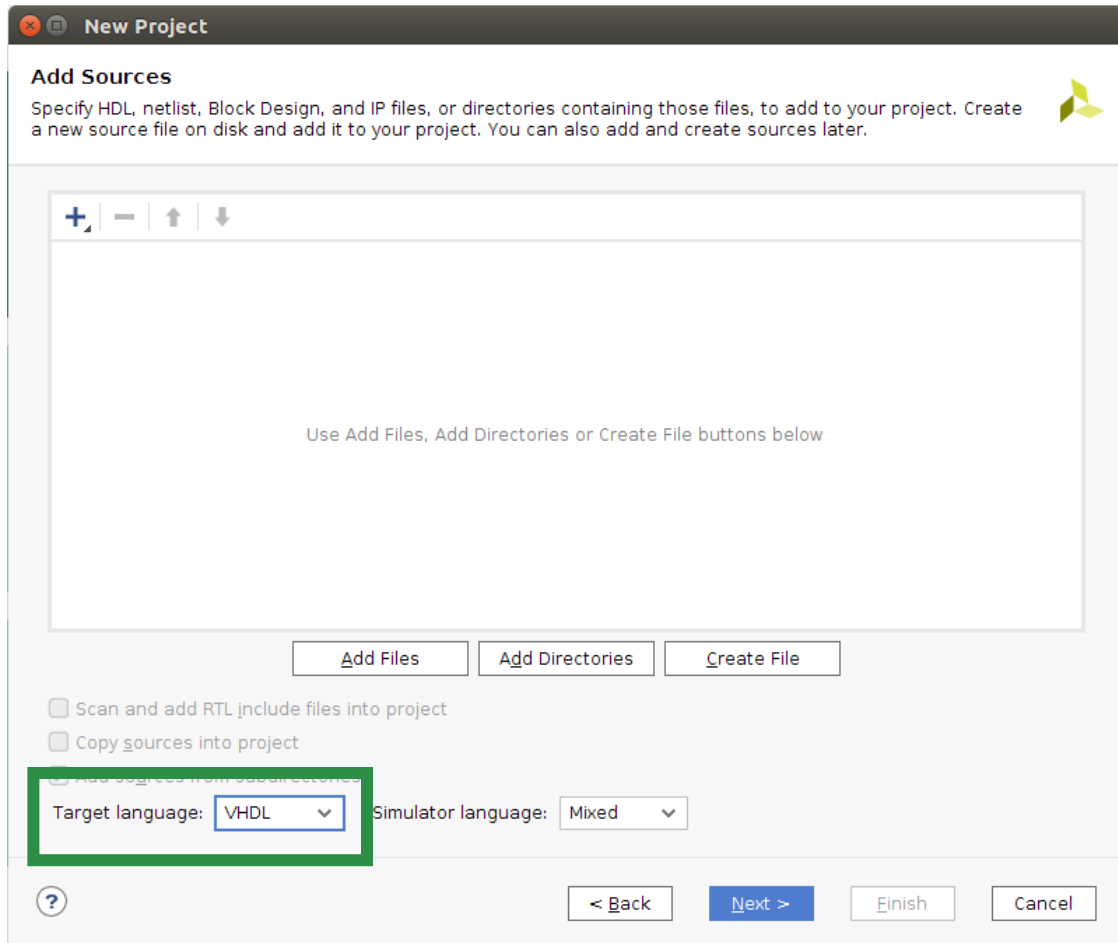 New Project
Add Sources
Specify HDL, netlist, Block Design, and IP files, or directories containing those files, to add to your project. Create
a new source file on disk and add it to your project. You can also add and create sources later.
Use Add Files, Add Directories or Create File buttons below
Add Files Add Directories Create File
Scan and add RTL include files into project
Copy sources into project
Add sources from subdirectories
Target language: VHDL Simulator language: Mixed
? < Back Next > Finish Cancel